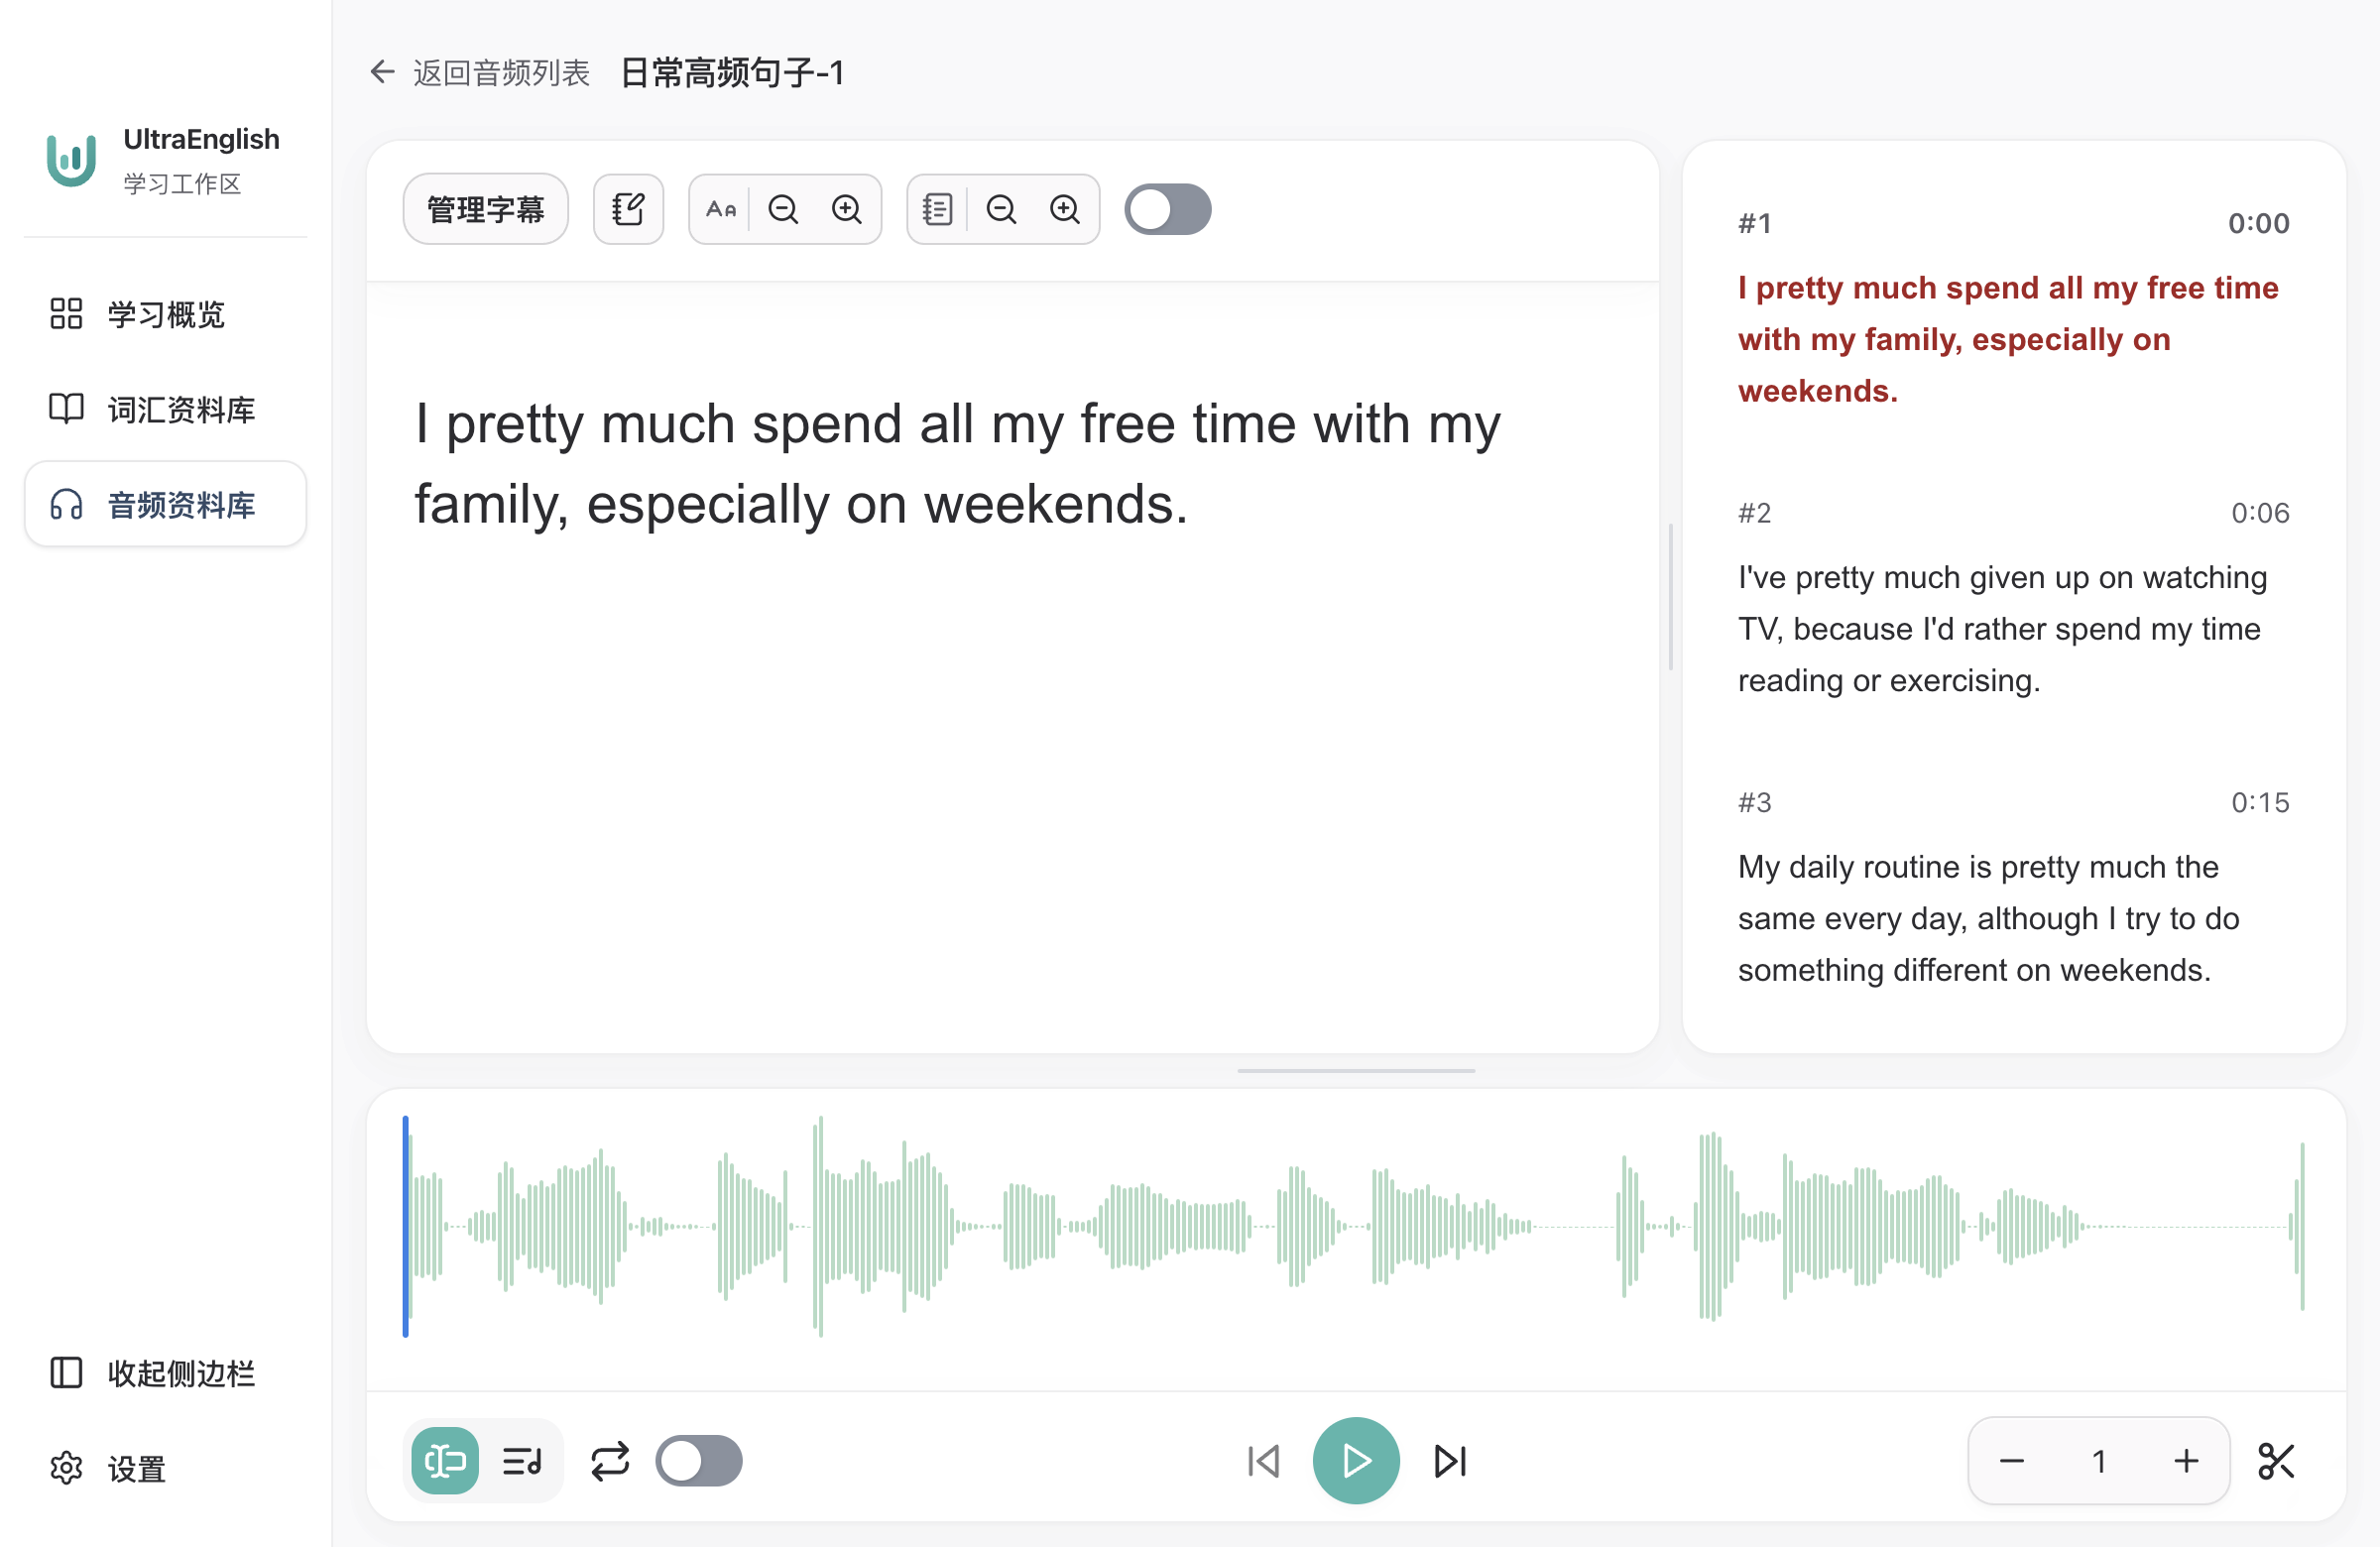 UltraEnglish
学习工作区
学习概览
词汇资料库
音频资料库
收起侧边栏
设置
返回音频列表 日常高频句子-1
管理字幕
I pretty much spend all my free time with my
family, especially on weekends.
#1 0:00
I pretty much spend all my free time
with my family, especially on
weekends.
#2 0:06
I've pretty much given up on watching
TV, because I'd rather spend my time
reading or exercising.
#3 0:15
My daily routine is pretty much the
same every day, although I try to do
something different on weekends.
1